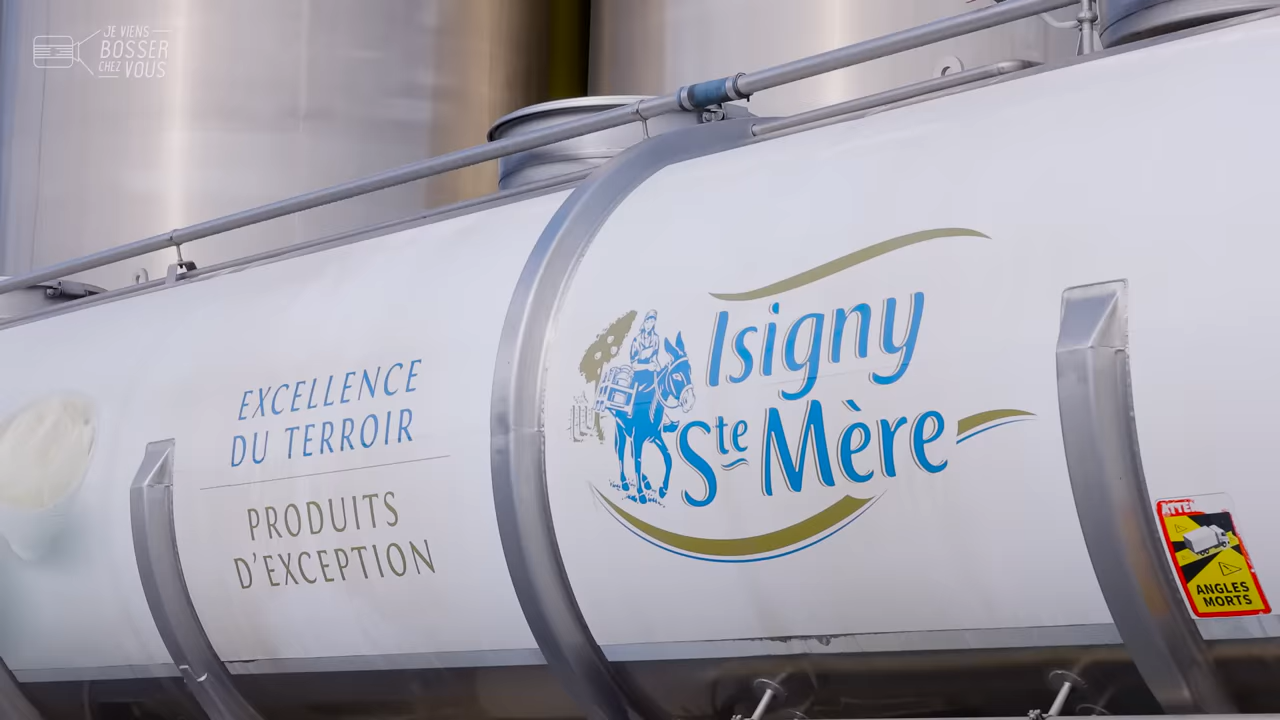 JE VIENS
BOSSER
CHEZ VOUS
EXCELLENCE
DU TERROIR
PRODUITS
D'EXCEPTION
Isigny
Ste Mère
ANGLES
MORTS